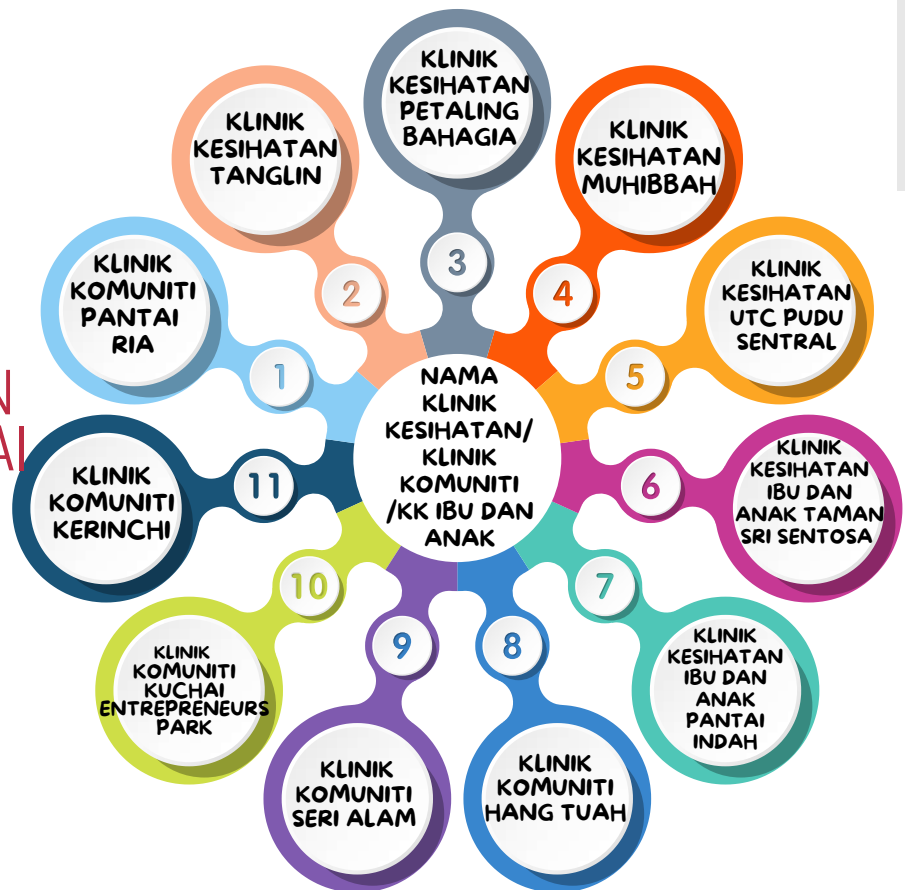 NAMA
KLINIK
KESIHATAN/
KLINIK
KOMUNITI
/KK IBU DAN
ANAK
1
KLINIK
KOMUNITI
PANTAI
RIA
2
KLINIK
KESIHATAN
TANGLIN
3
KLINIK
KESIHATAN
PETALING
BAHAGIA
4
KLINIK
KESIHATAN
MUHIBBAH
5
KLINIK
KESIHATAN
UTC PUDU
SENTRAL
6
KLINIK
KESIHATAN
IBU DAN
ANAK TAMAN
SRI SENTOSA
7
KLINIK
KESIHATAN
IBU DAN
ANAK
PANTAI
INDAH
8
KLINIK
KOMUNITI
HANG TUAH
9
KLINIK
KOMUNITI
SERI ALAM
10
KLINIK
KOMUNITI
KUCHAI
ENTREPRENEURS
PARK
11
KLINIK
KOMUNITI
KERINCHI